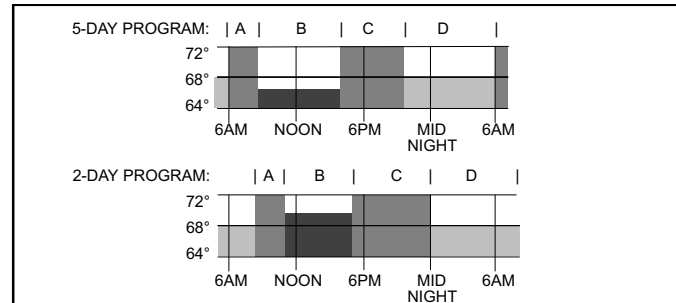 5-DAY PROGRAM: | A | B | C | D |
72°
68°
64°
6AM NOON 6PM MID 6AM
NIGHT
2-DAY PROGRAM: | A | B | C | D |
72°
68°
64°
6AM NOON 6PM MID 6AM
NIGHT